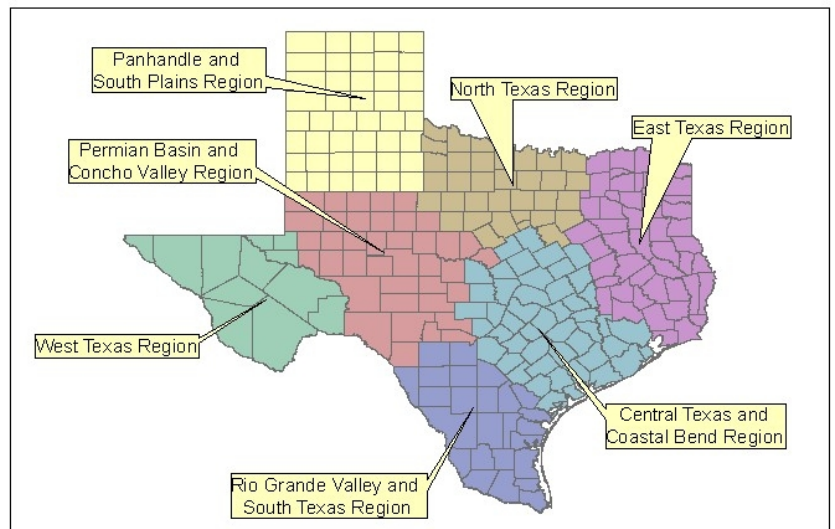 Panhandle and
South Plains Region
North Texas Region
East Texas Region
Permian Basin and
Concho Valley Region
West Texas Region
Central Texas and
Coastal Bend Region
Rio Grande Valley and
South Texas Region